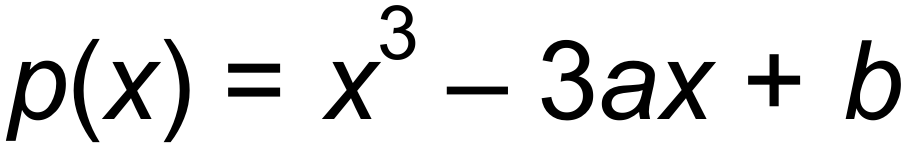 p(x) = x³ − 3ax + b